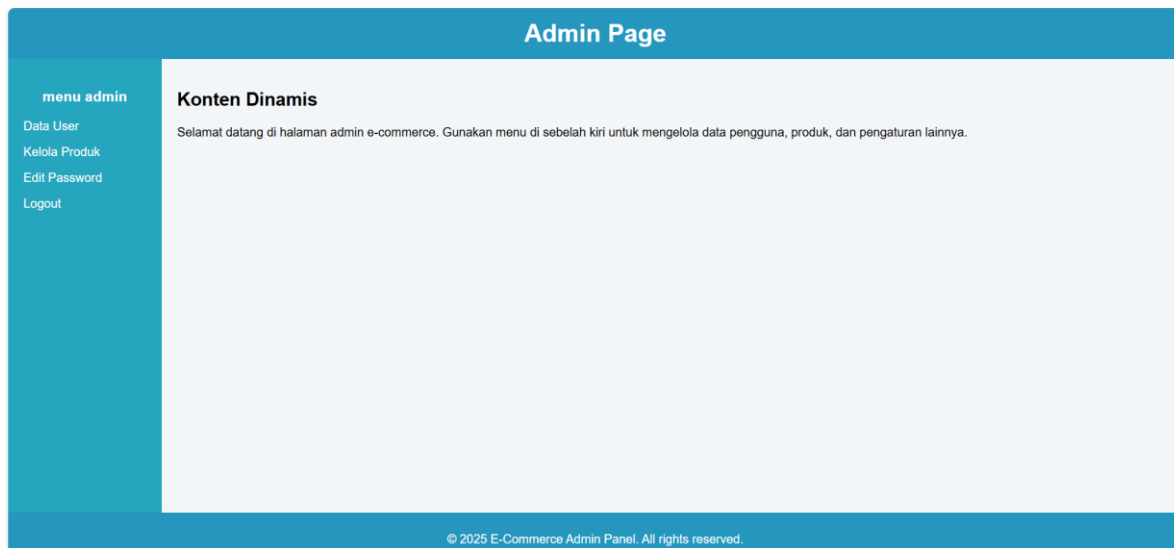 Admin Page
menu admin
Data User
Kelola Produk
Edit Password
Logout
Konten Dinamis
Selamat datang di halaman admin e-commerce. Gunakan menu di sebelah kiri untuk mengelola data pengguna, produk, dan pengaturan lainnya.
© 2025 E-Commerce Admin Panel. All rights reserved.